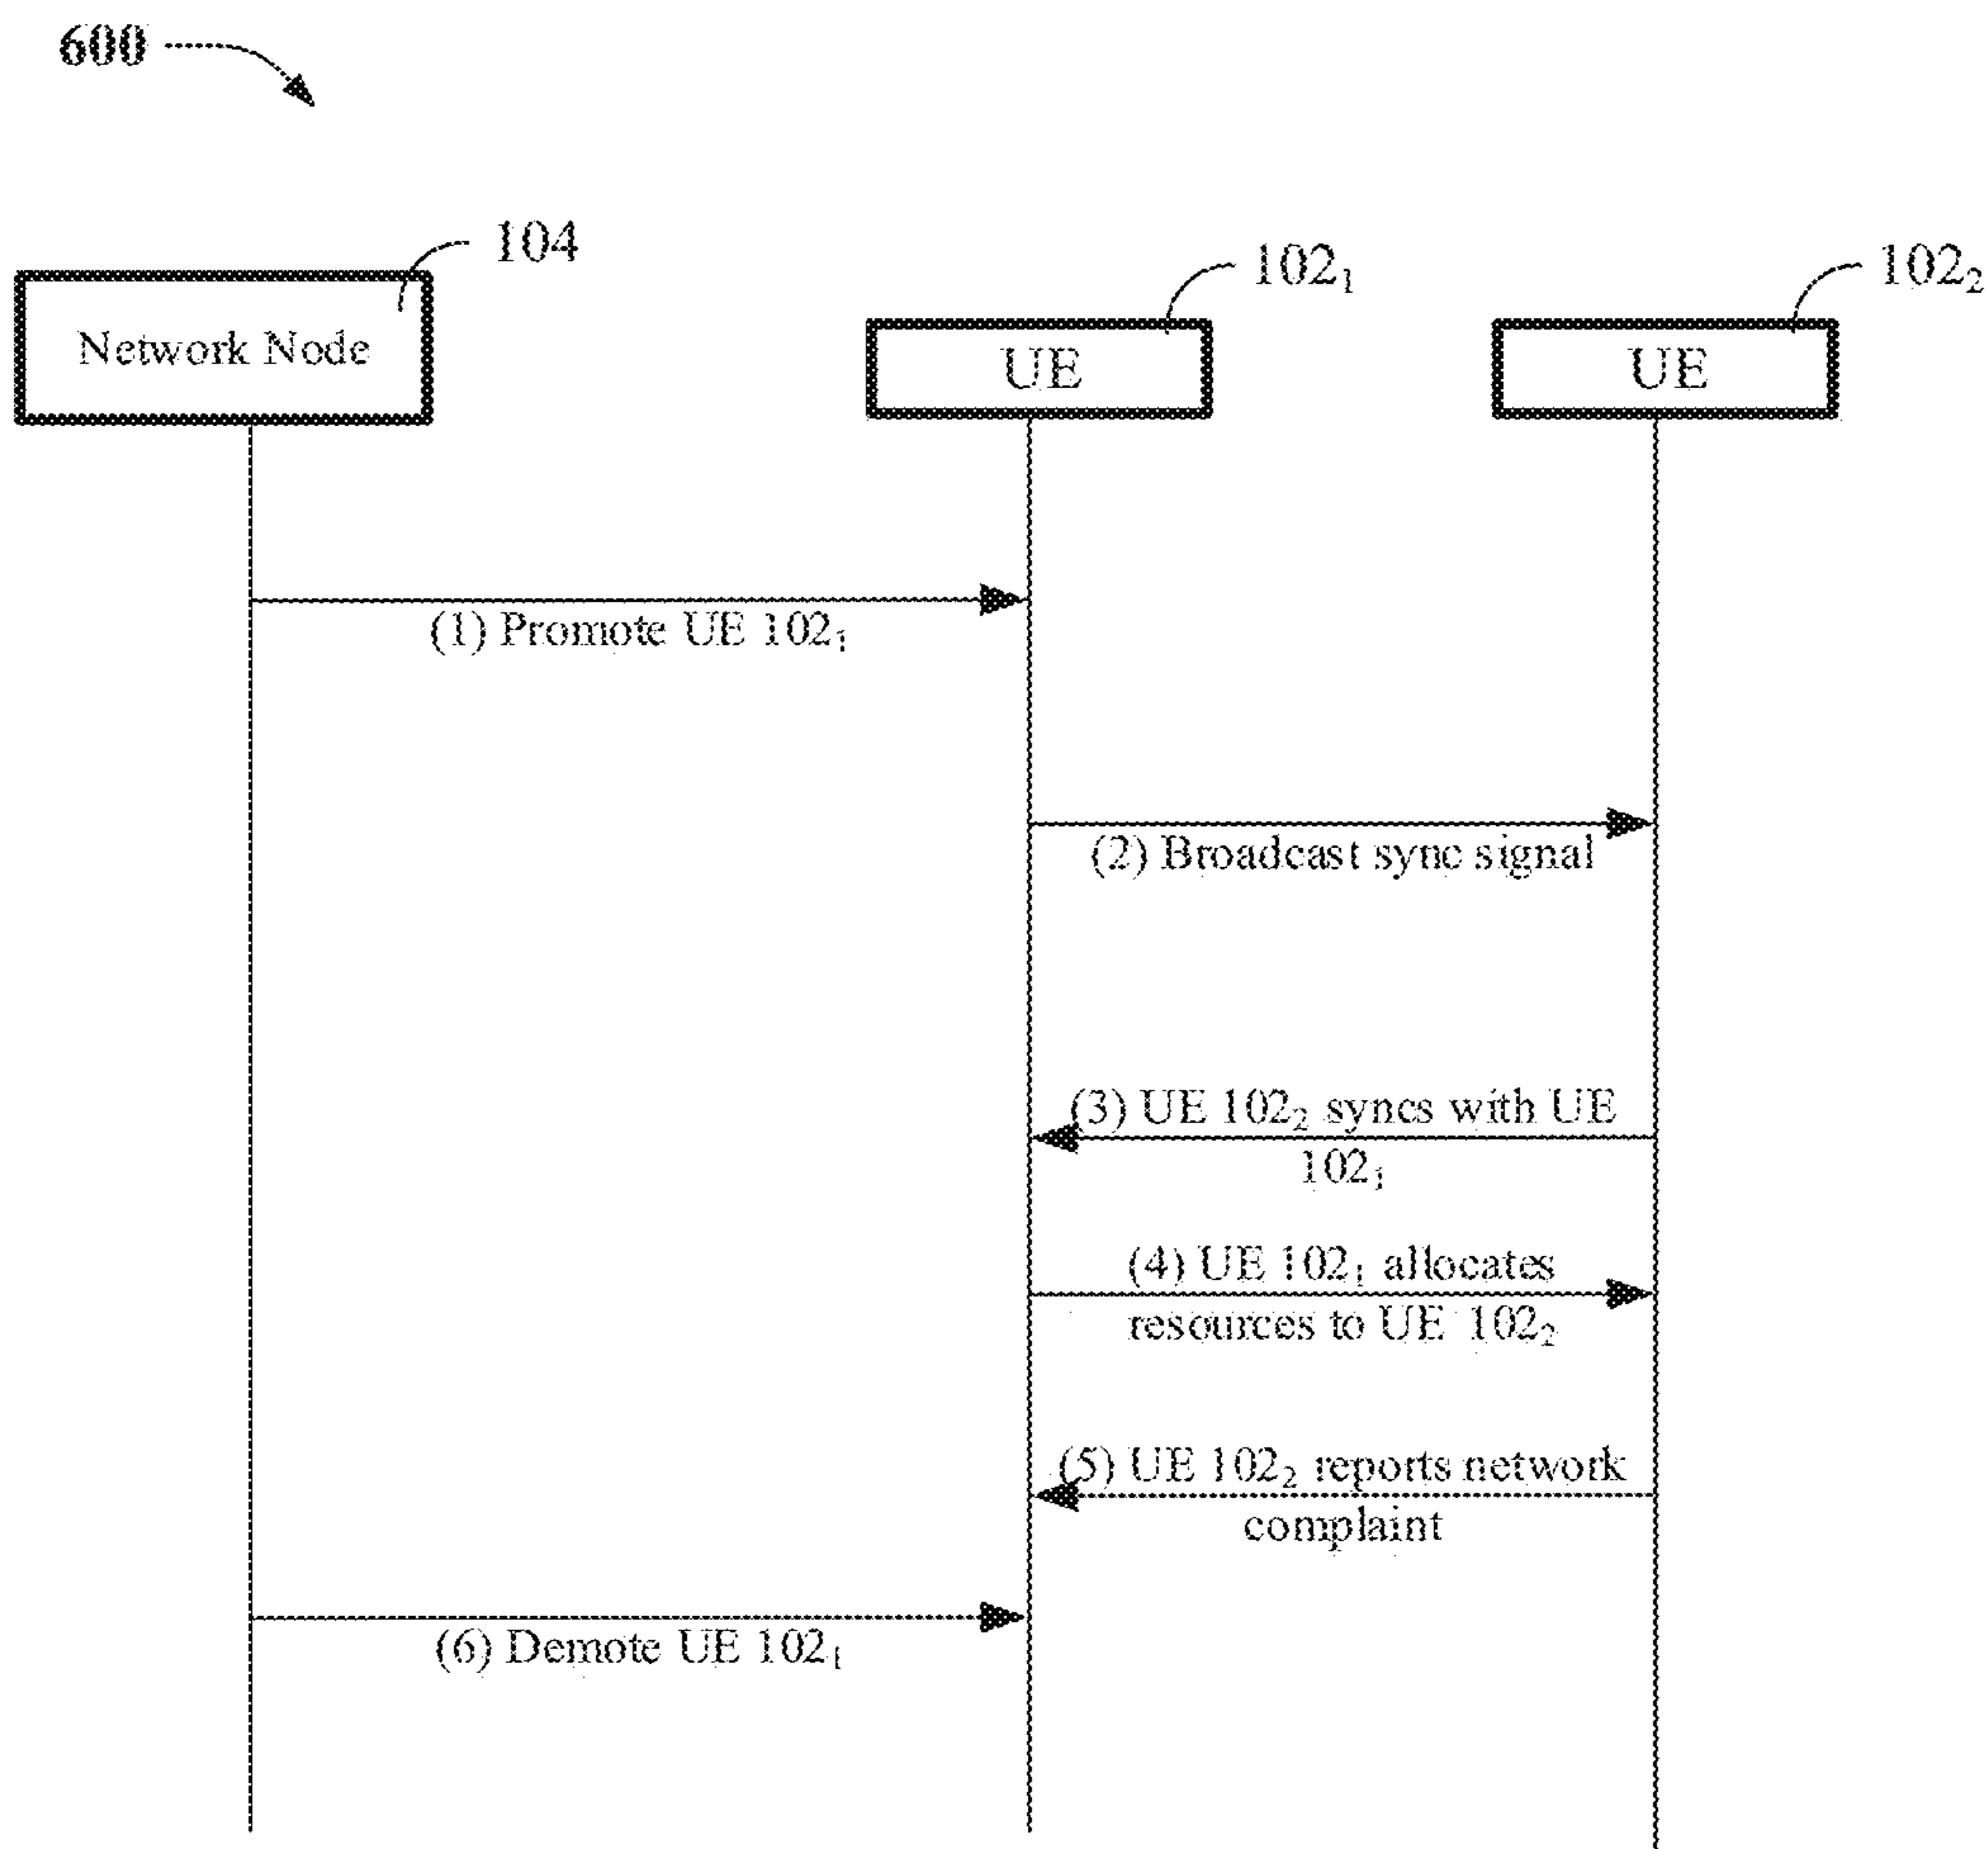 600
104
102₁
102₂
Network Node
UE
UE
(1) Promote UE 102₁
(2) Broadcast sync signal
(3) UE 102₂ syncs with UE
102₁
(4) UE 102₁ allocates
resources to UE 102₂
(5) UE 102₂ reports network
complaint
(6) Demote UE 102₁